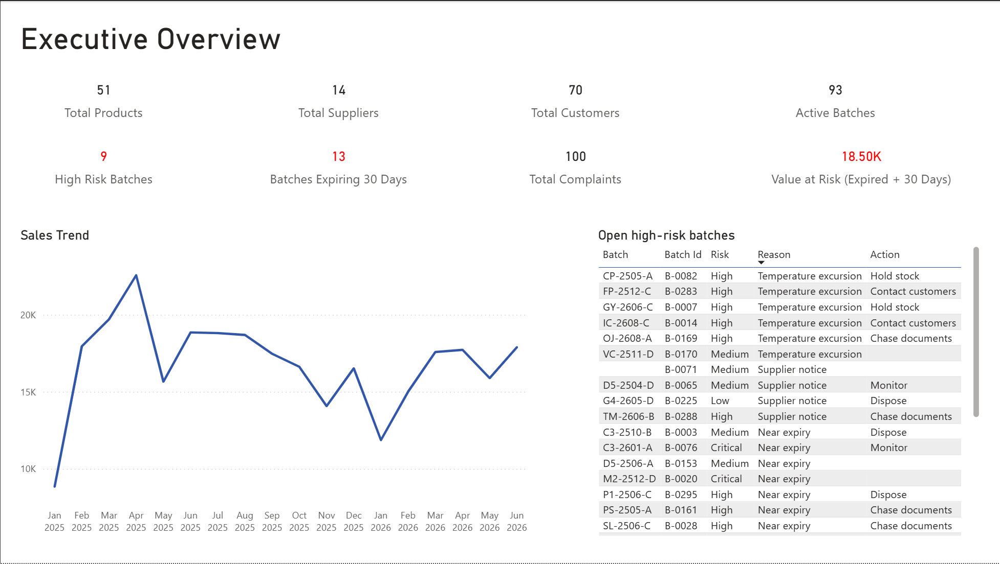 Executive Overview
51
Total Products
14
Total Suppliers
70
Total Customers
93
Active Batches
9
High Risk Batches
13
Batches Expiring 30 Days
100
Total Complaints
18.50K
Value at Risk (Expired + 30 Days)
Sales Trend
20K
15K
10K
Jan 2025 Feb 2025 Mar 2025 Apr 2025 May 2025 Jun 2025 Jul 2025 Aug 2025 Sep 2025 Oct 2025 Nov 2025 Dec 2025 Jan 2026 Feb 2026 Mar 2026 Apr 2026 May 2026 Jun 2026
Open high-risk batches
Batch Batch Id Risk Reason Action
CP-2505-A B-0082 High Temperature excursion Hold stock
FP-2512-C B-0283 High Temperature excursion Contact customers
GY-2606-C B-0007 High Temperature excursion Hold stock
IC-2608-C B-0014 High Temperature excursion Contact customers
OJ-2608-A B-0169 High Temperature excursion Chase documents
VC-2511-D B-0170 Medium Temperature excursion
B-0071 Medium Supplier notice
D5-2504-D B-0065 Medium Supplier notice Monitor
G4-2605-D B-0225 Low Supplier notice Dispose
TM-2606-B B-0288 High Supplier notice Chase documents
C3-2510-B B-0003 Medium Near expiry Dispose
C3-2601-A B-0076 Critical Near expiry Monitor
D5-2506-A B-0153 Medium Near expiry
M2-2512-D B-0020 Critical Near expiry
P1-2506-C B-0295 High Near expiry Dispose
PS-2505-A B-0161 High Near expiry Chase documents
SL-2506-C B-0028 High Near expiry Chase documents